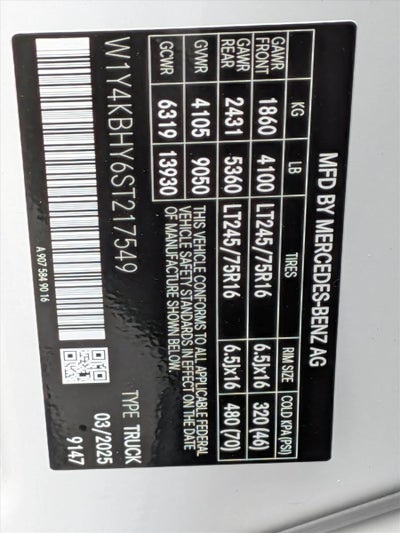 MFD BY MERCEDES-BENZ AG
KG LB TIRES RIM SIZE COLD KPA(PSI)
GAWR FRONT 1860 4100 LT245/75R16 6.5Jx16 320 (46)
GAWR REAR 2431 5360 LT245/75R16 6.5Jx16 480 (70)
GVWR 4105 9050
GCWR 6319 13930
THIS VEHICLE CONFORMS TO ALL APPLICABLE FEDERAL
VEHICLE SAFETY STANDARDS IN EFFECT ON THE DATE
OF MANUFACTURE SHOWN BELOW.
W1Y4KBHY6ST217549
TYPE TRUCK
03/2025
9147
A 907 584 90 16